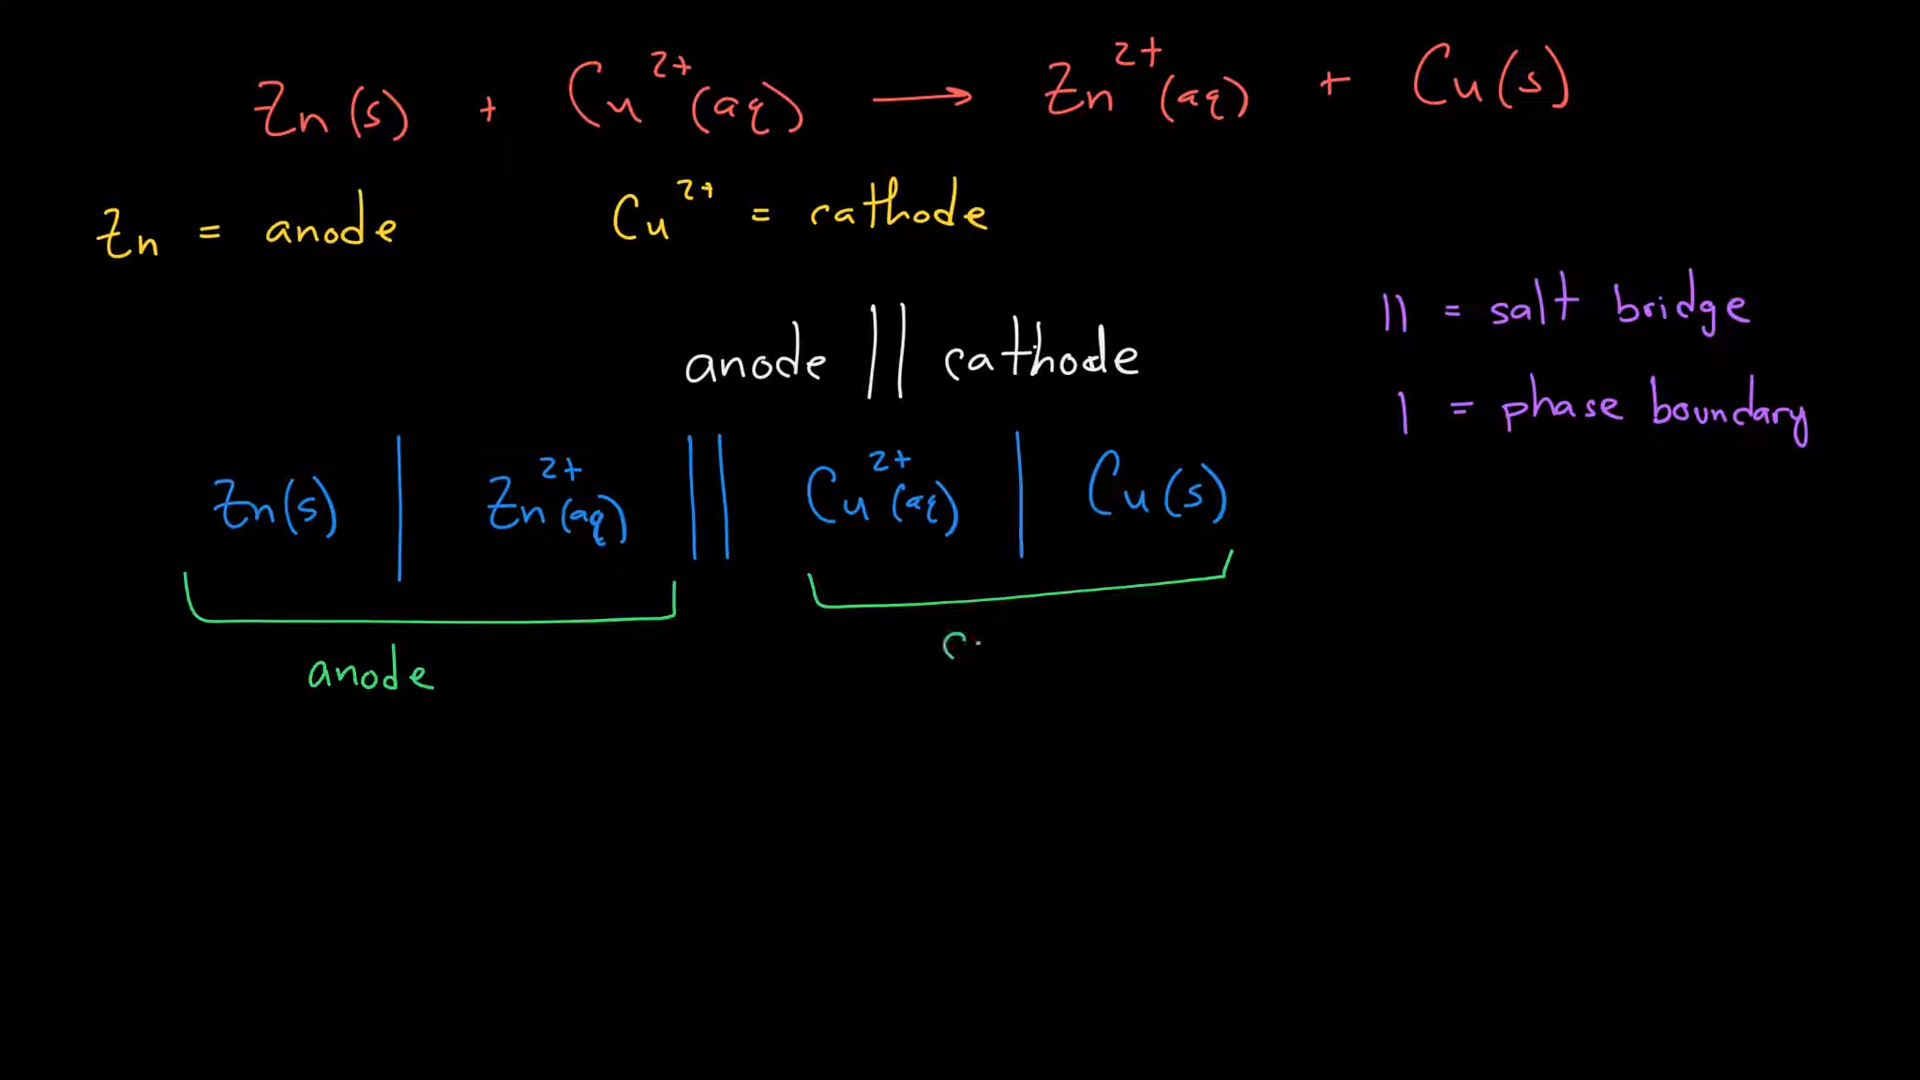 Zn(s) + Cu²⁺(aq) → Zn²⁺(aq) + Cu(s)
Zn = anode
Cu²⁺ = cathode
|| = salt bridge
anode || cathode
| = phase boundary
Zn(s) | Zn²⁺(aq) || Cu²⁺(aq) | Cu(s)
anode